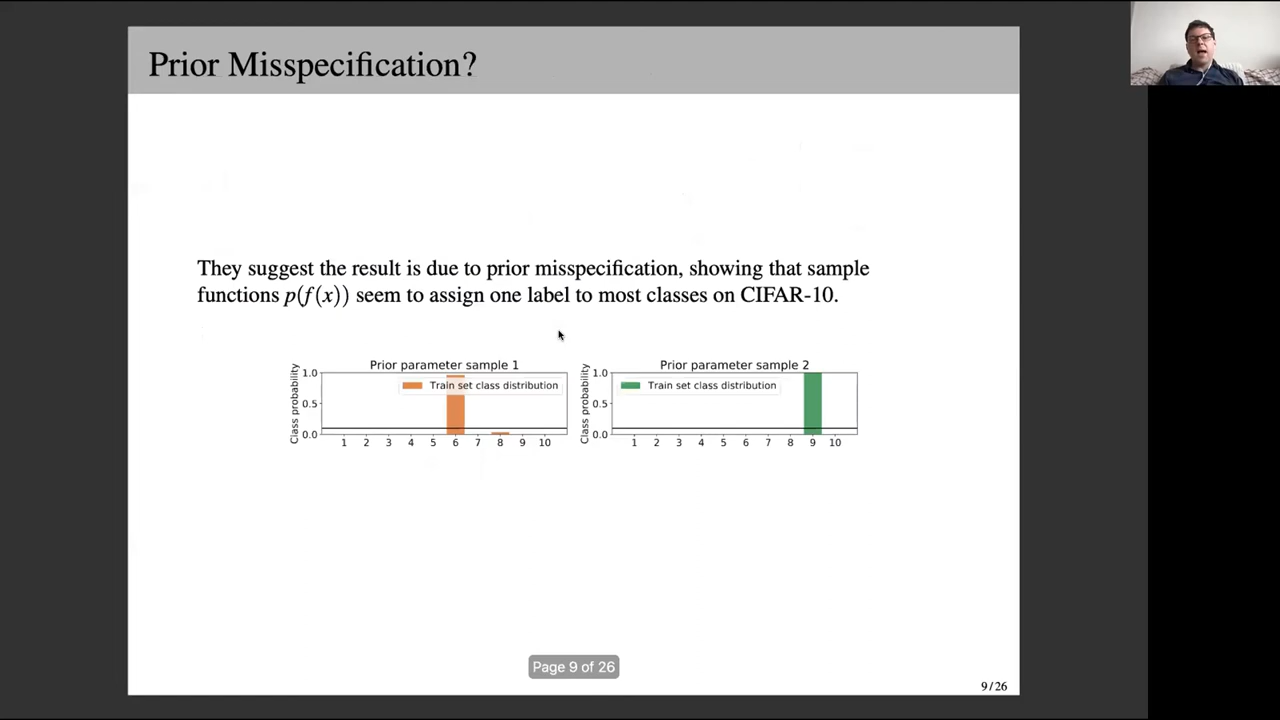 Prior Misspecification?
They suggest the result is due to prior misspecification, showing that sample
functions p(f(x)) seem to assign one label to most classes on CIFAR-10.
Prior parameter sample 1
Class probability
1.0
0.5
0.0
Train set class distribution
1 2 3 4 5 6 7 8 9 10
Prior parameter sample 2
Class probability
1.0
0.5
0.0
Train set class distribution
1 2 3 4 5 6 7 8 9 10
Page 9 of 26
9/26